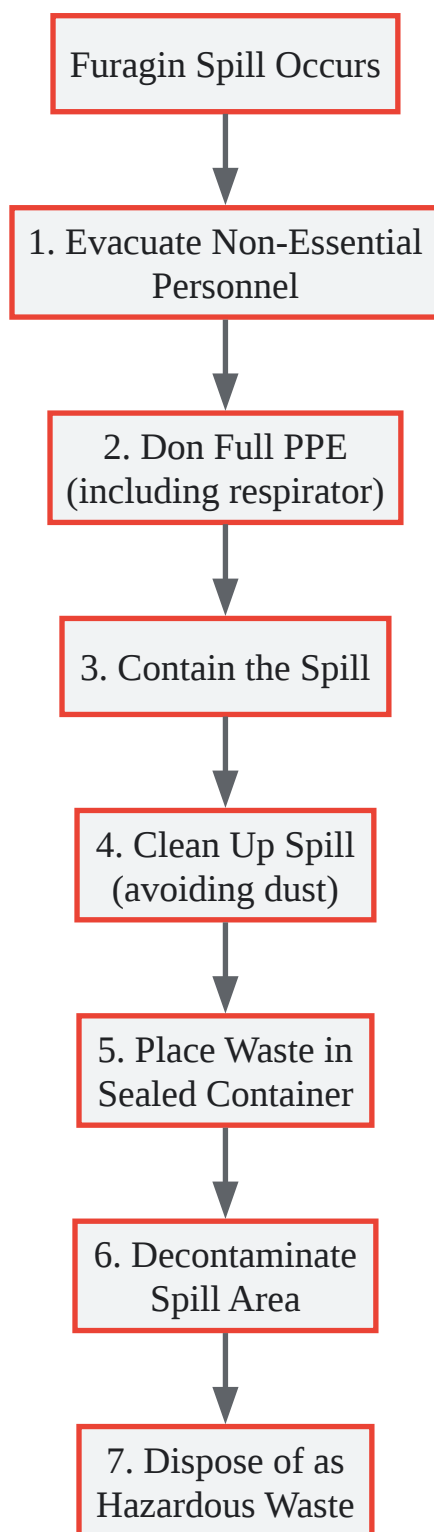 Furagin Spill Occurs
1. Evacuate Non-Essential
Personnel
2. Don Full PPE
(including respirator)
3. Contain the Spill
4. Clean Up Spill
(avoiding dust)
5. Place Waste in
Sealed Container
6. Decontaminate
Spill Area
7. Dispose of as
Hazardous Waste